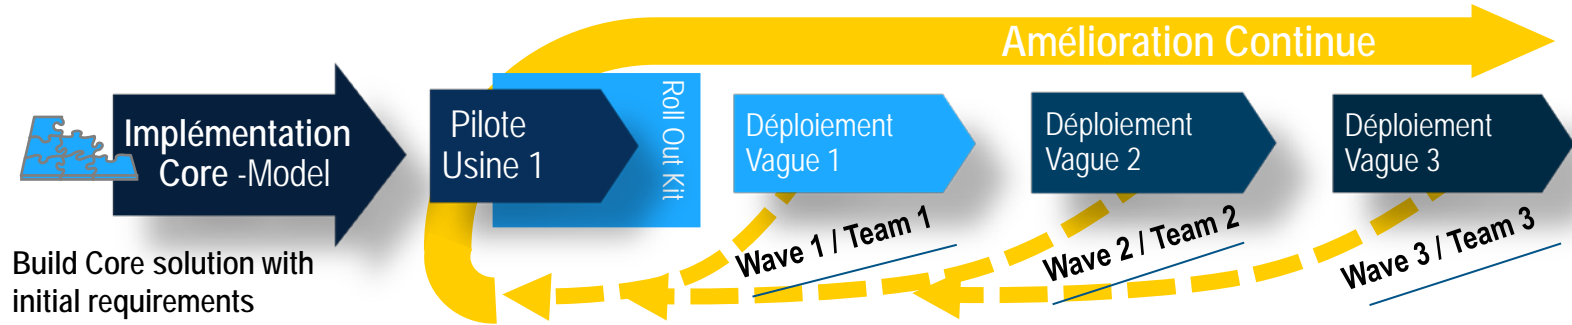 Amélioration Continue
Implémentation
Core -Model
Pilote
Usine 1
Roll Out Kit
Déploiement
Vague 1
Déploiement
Vague 2
Déploiement
Vague 3
Wave 1 / Team 1
Wave 2 / Team 2
Wave 3 / Team 3
Build Core solution with
initial requirements